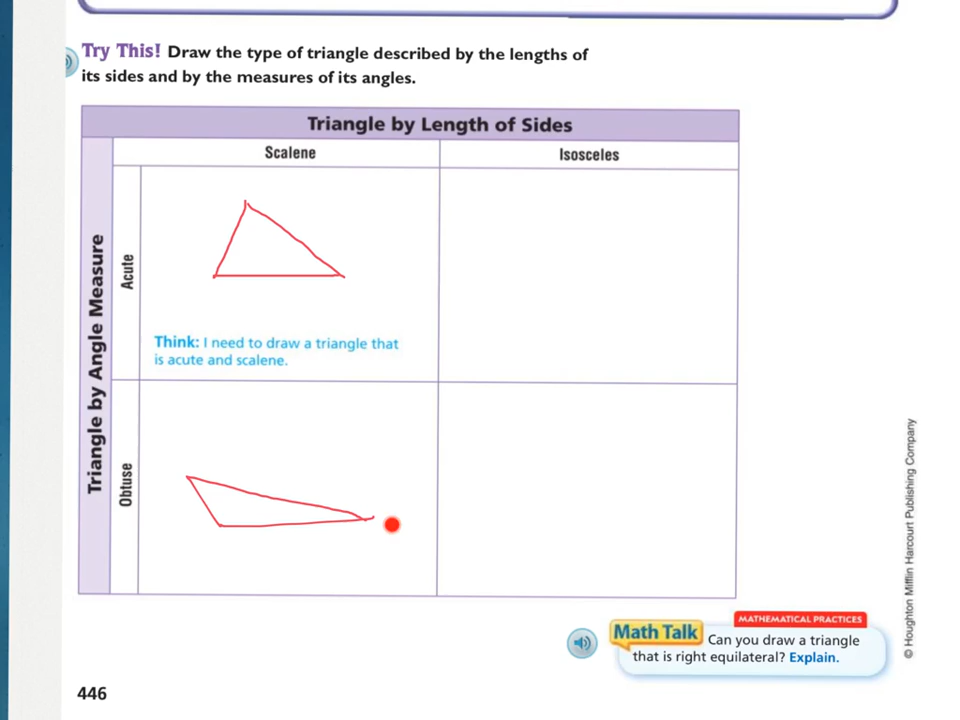 Try This! Draw the type of triangle described by the lengths of
its sides and by the measures of its angles.
Triangle by Length of Sides
Scalene
Isosceles
Triangle by Angle Measure
Acute
Think: I need to draw a triangle that
is acute and scalene.
Obtuse
MATHEMATICAL PRACTICES
Math Talk Can you draw a triangle
that is right equilateral? Explain.
446
© Houghton Mifflin Harcourt Publishing Company